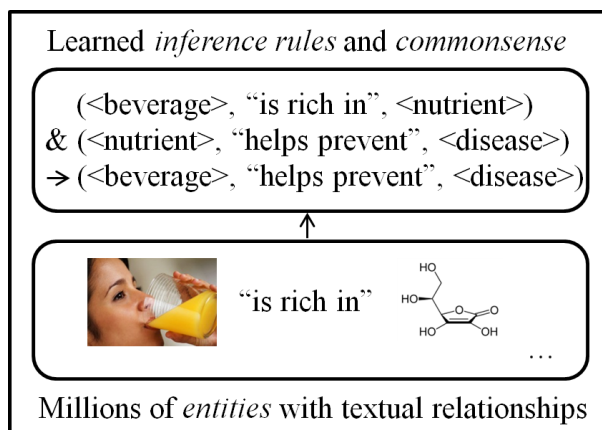 Learned inference rules and commonsense
(<beverage>, “is rich in”, <nutrient>)
& (<nutrient>, “helps prevent”, <disease>)
→ (<beverage>, “helps prevent”, <disease>)
“is rich in”
HO
HO
O
O
HO
OH
...
Millions of entities with textual relationships